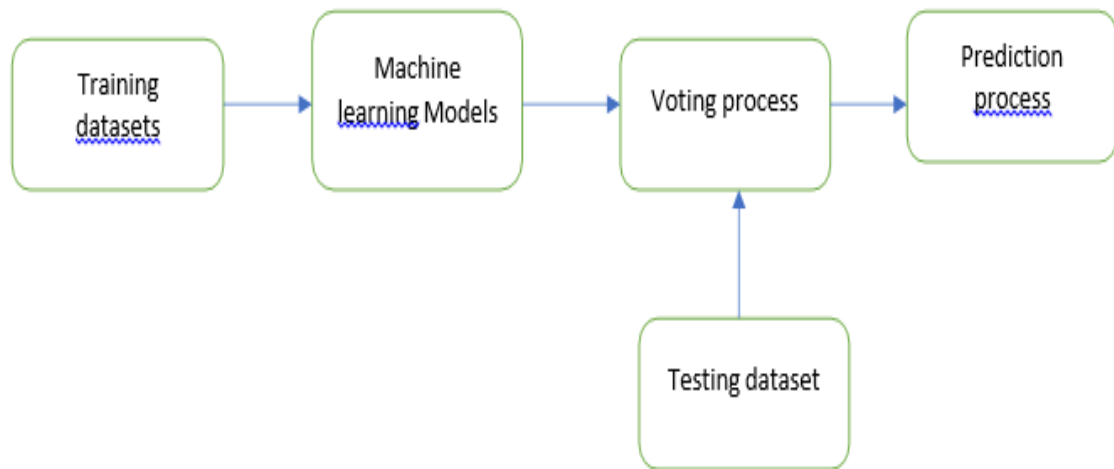 Training
datasets
Machine
learning Models
Voting process
Prediction
process
Testing dataset